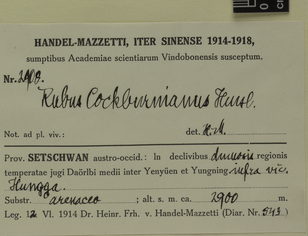 HANDEL-MAZZETTI, ITER SINENSE 1914-1918,
sumptibus Academiae scientiarum Vindobonensis susceptum.
Nr.
Rubus Cockburnianus Hemsl.
Not. ad pl. viv.: det. H.-M.
Prov. SETSCHWAN austro-occid.: In declivibus dumosis regionis
temperatae jugi Daörlbi medii inter Yenyüen et Yungning infra vic.
Hungga.
Substr. arenaceo ; alt. s. m. ca. 2900 m.
Leg. 12. VI. 1914 Dr. Heinr. Frh. v. Handel-Mazzetti (Diar. Nr. 543.)